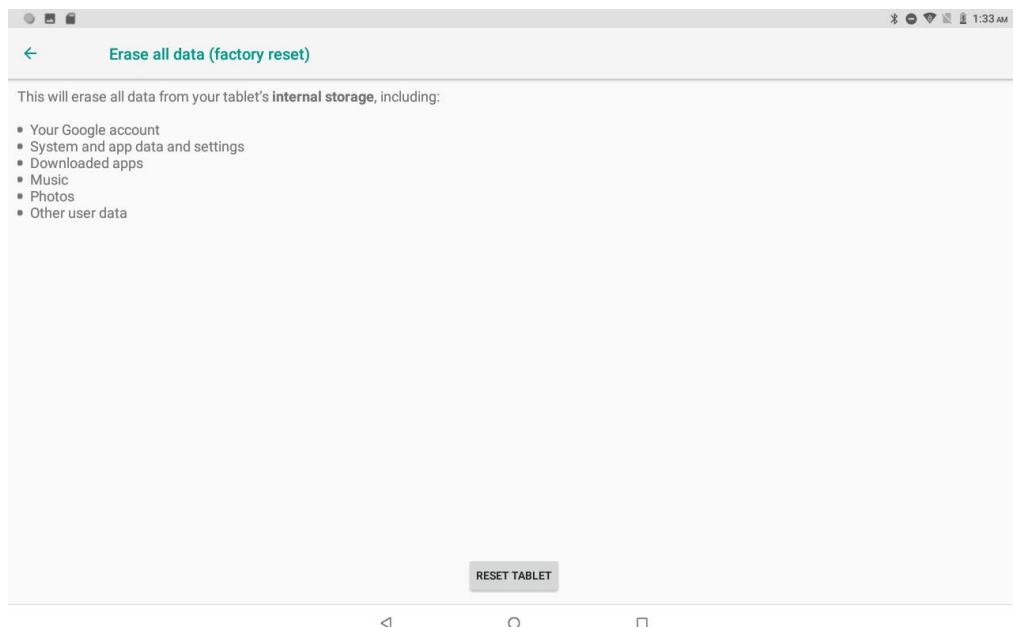 1:33 AM
Erase all data (factory reset)
This will erase all data from your tablet's internal storage, including:
• Your Google account
• System and app data and settings
• Downloaded apps
• Music
• Photos
• Other user data
RESET TABLET